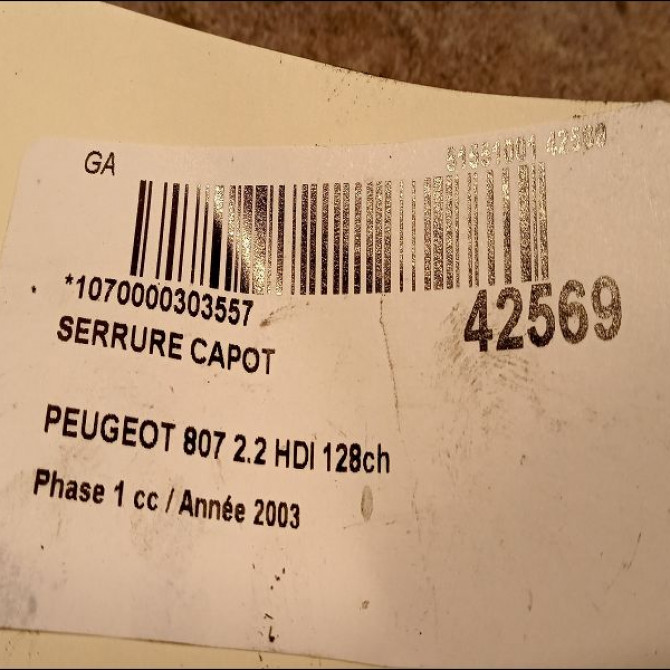 GA
*1070000303557
42569
SERRURE CAPOT
PEUGEOT 807 2.2 HDI 128ch
Phase 1 cc / Année 2003